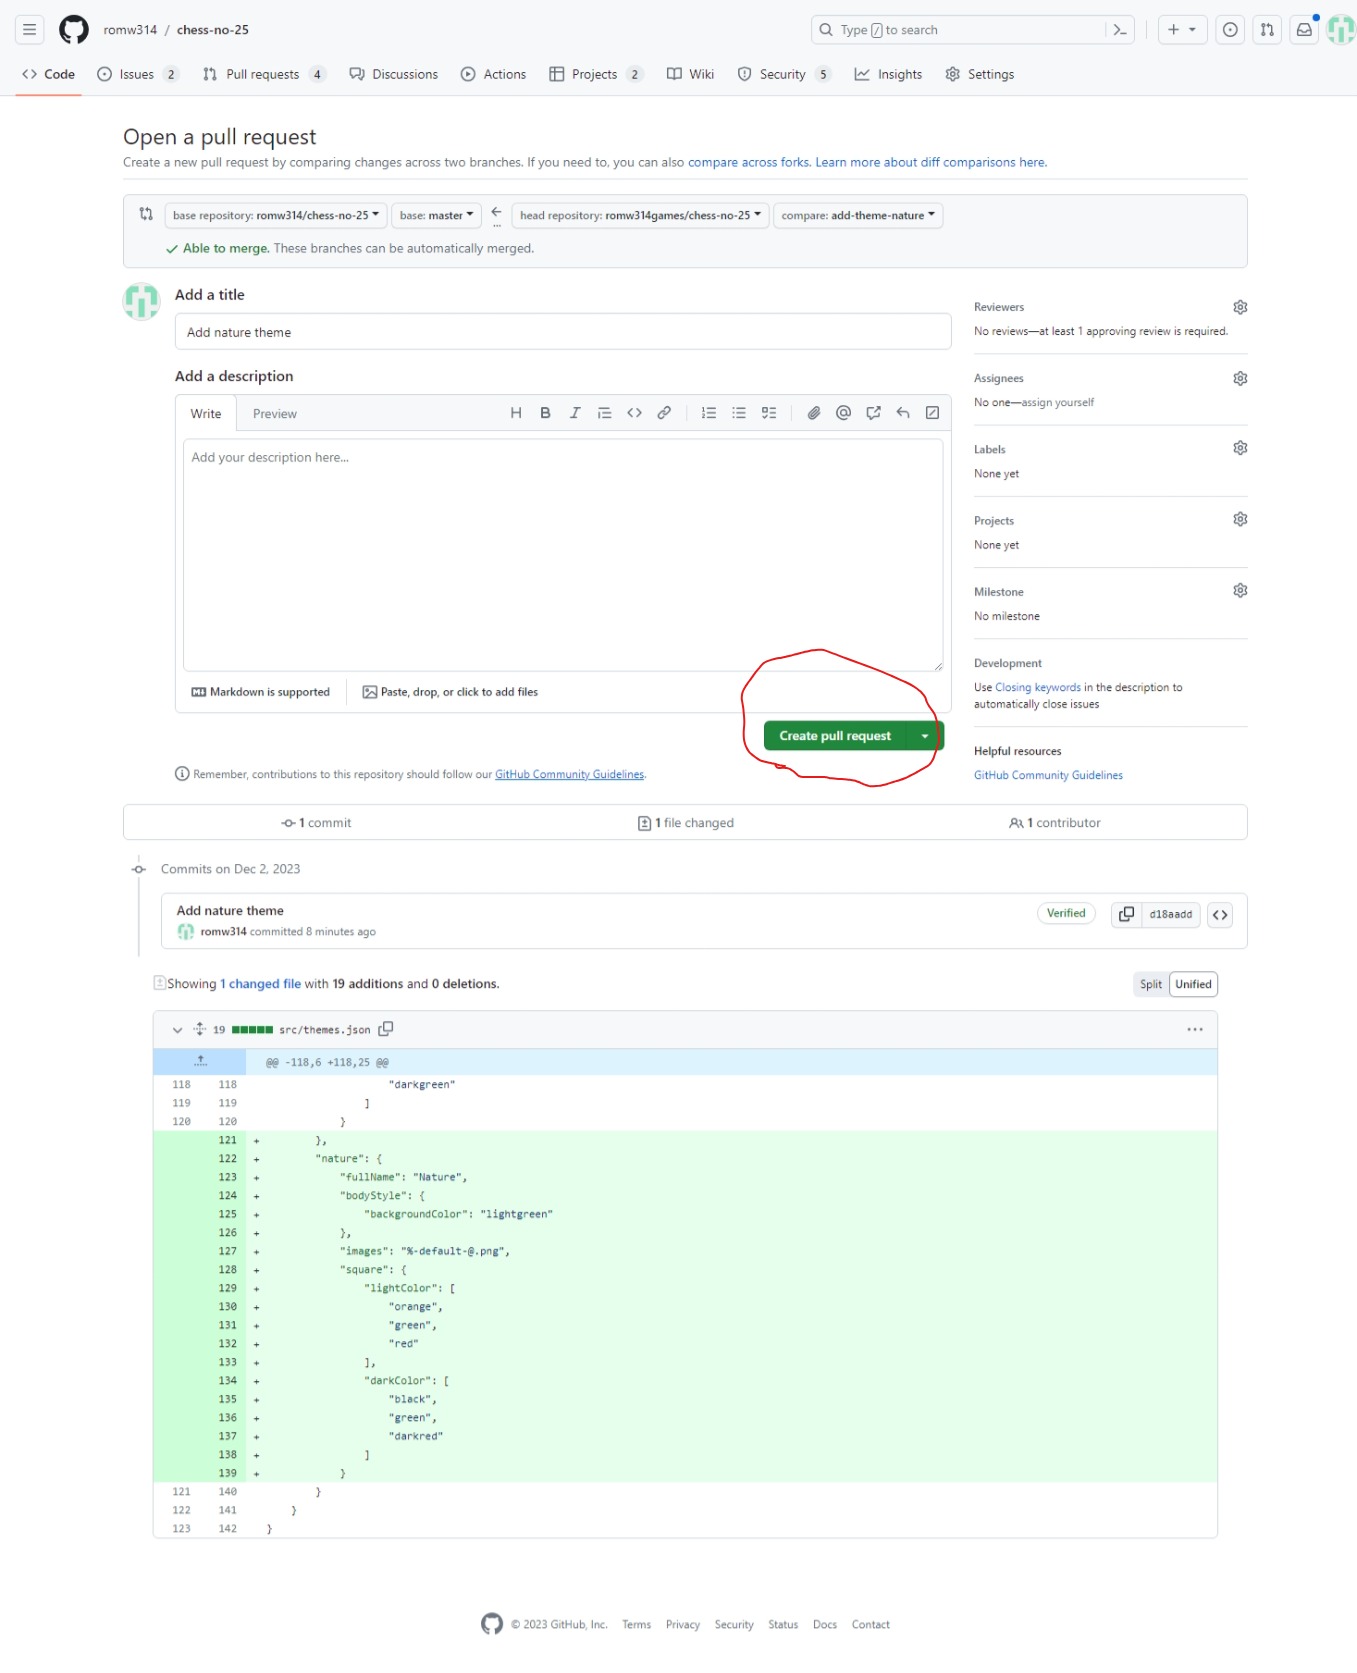 romw314 / chess-no-25
Type / to search
Code Issues 2 Pull requests 4 Discussions Actions Projects 2 Wiki Security 5 Insights Settings
Open a pull request
Create a new pull request by comparing changes across two branches. If you need to, you can also compare across forks. Learn more about diff comparisons here.
base repository: romw314/chess-no-25 base: master ← ... head repository: romw314games/chess-no-25 compare: add-theme-nature
Able to merge. These branches can be automatically merged.
Add a title
Add nature theme
Add a description
Write Preview
Add your description here...
Markdown is supported Paste, drop, or click to add files
Create pull request
Remember, contributions to this repository should follow our GitHub Community Guidelines.
Reviewers
No reviews—at least 1 approving review is required.
Assignees
No one—assign yourself
Labels
None yet
Projects
None yet
Milestone
No milestone
Development
Use Closing keywords in the description to
automatically close issues
Helpful resources
GitHub Community Guidelines
1 commit 1 file changed 1 contributor
Commits on Dec 2, 2023
Add nature theme
romw314 committed 8 minutes ago
Verified d18aadd
Showing 1 changed file with 19 additions and 0 deletions.
Split Unified
19 src/themes.json
@@ -118,6 +118,25 @@
118 118 "darkgreen"
119 119 ]
120 120 }
121 + },
122 + "nature": {
123 + "fullName": "Nature",
124 + "bodyStyle": {
125 + "backgroundColor": "lightgreen"
126 + },
127 + "images": "%-default-@.png",
128 + "square": {
129 + "lightColor": [
130 + "orange",
131 + "green",
132 + "red"
133 + ],
134 + "darkColor": [
135 + "black",
136 + "green",
137 + "darkred"
138 + ]
139 + }
121 140 }
122 141 }
123 142 }
© 2023 GitHub, Inc. Terms Privacy Security Status Docs Contact